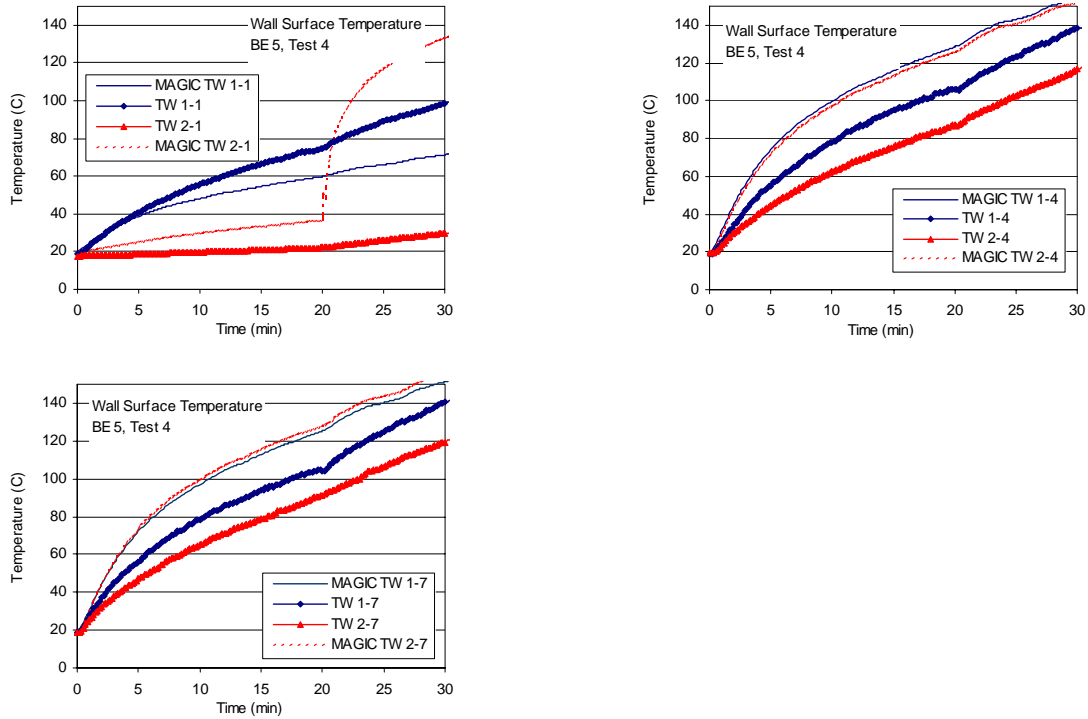 140
120
100
80
60
40
20
0
Temperature (C)
Wall Surface Temperature
BE 5, Test 4
MAGIC TW 1-1
TW 1-1
TW 2-1
MAGIC TW 2-1
0 5 10 15 20 25 30
Time (min)
140
120
100
80
60
40
20
0
Temperature (C)
Wall Surface Temperature
BE 5, Test 4
MAGIC TW 1-4
TW 1-4
TW 2-4
MAGIC TW 2-4
0 5 10 15 20 25 30
Time (min)
140
120
100
80
60
40
20
0
Temperature (C)
Wall Surface Temperature
BE 5, Test 4
MAGIC TW 1-7
TW 1-7
TW 2-7
MAGIC TW 2-7
0 5 10 15 20 25 30
Time (min)